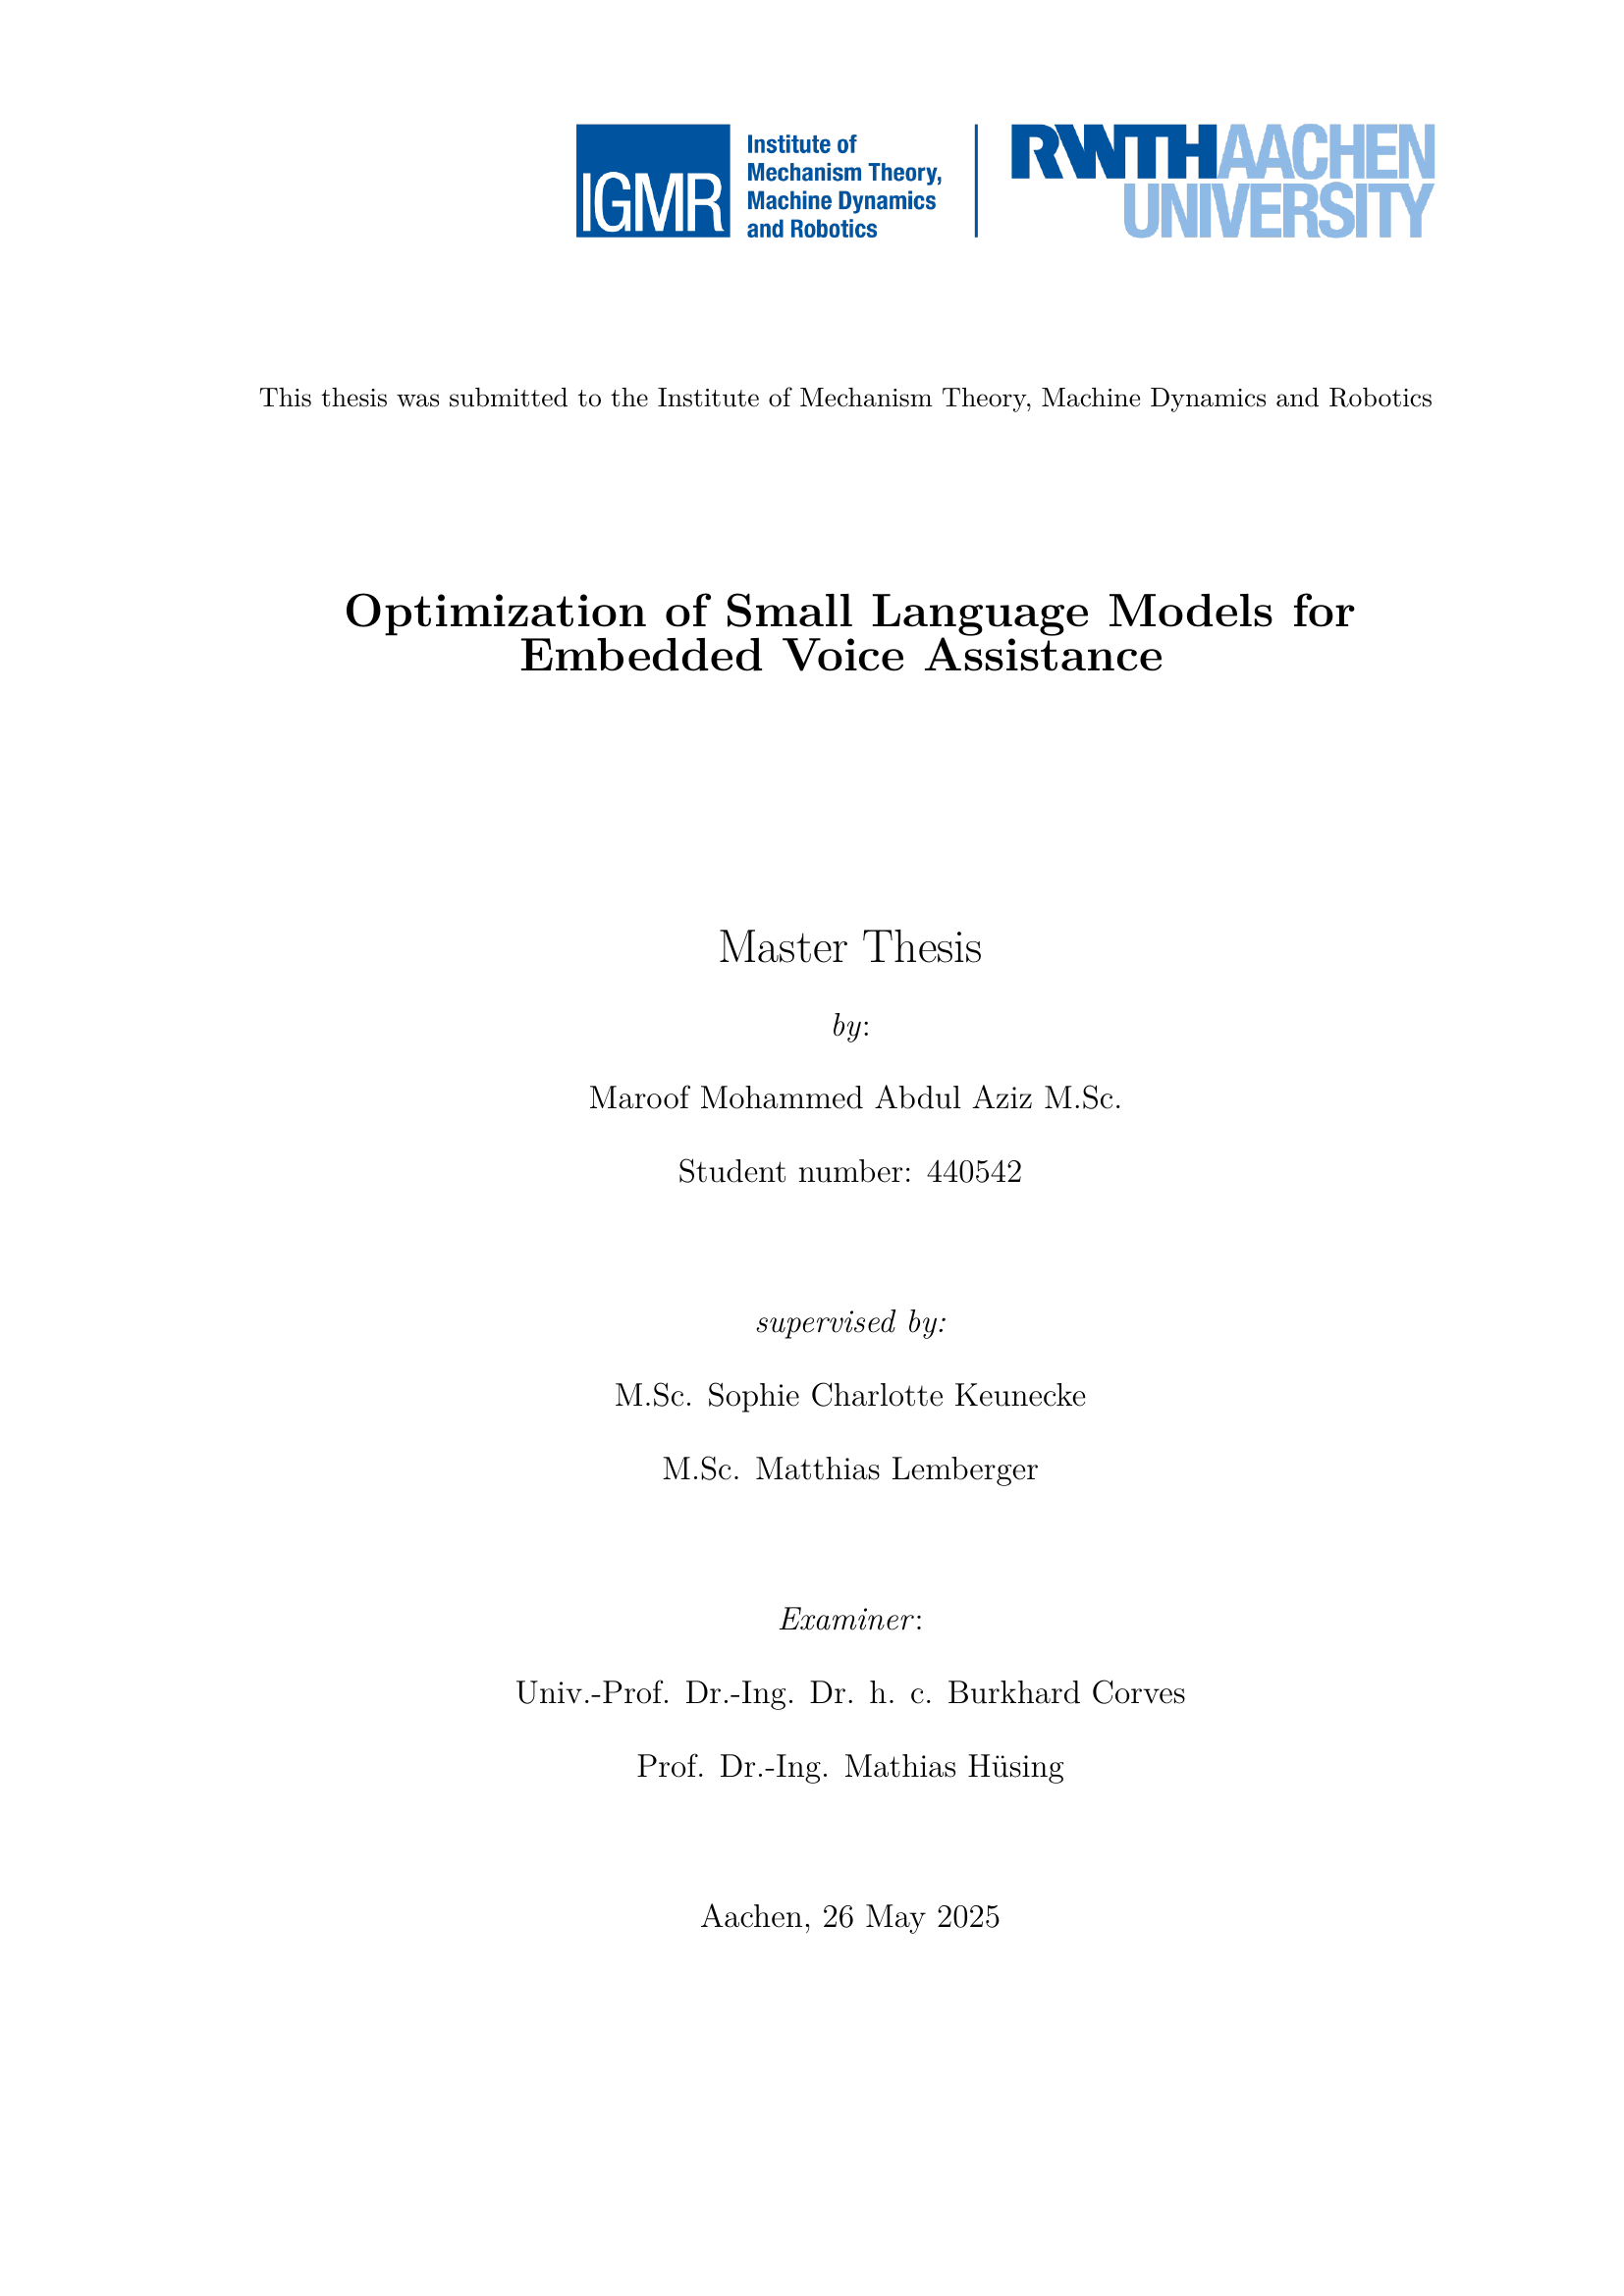 IGMR
Institute of
Mechanism Theory,
Machine Dynamics
and Robotics
RWTHAACHEN
UNIVERSITY
This thesis was submitted to the Institute of Mechanism Theory, Machine Dynamics and Robotics
Optimization of Small Language Models for
Embedded Voice Assistance
Master Thesis
by:
Maroof Mohammed Abdul Aziz M.Sc.
Student number: 440542
supervised by:
M.Sc. Sophie Charlotte Keunecke
M.Sc. Matthias Lemberger
Examiner:
Univ.-Prof. Dr.-Ing. Dr. h. c. Burkhard Corves
Prof. Dr.-Ing. Mathias Hüsing
Aachen, 26 May 2025